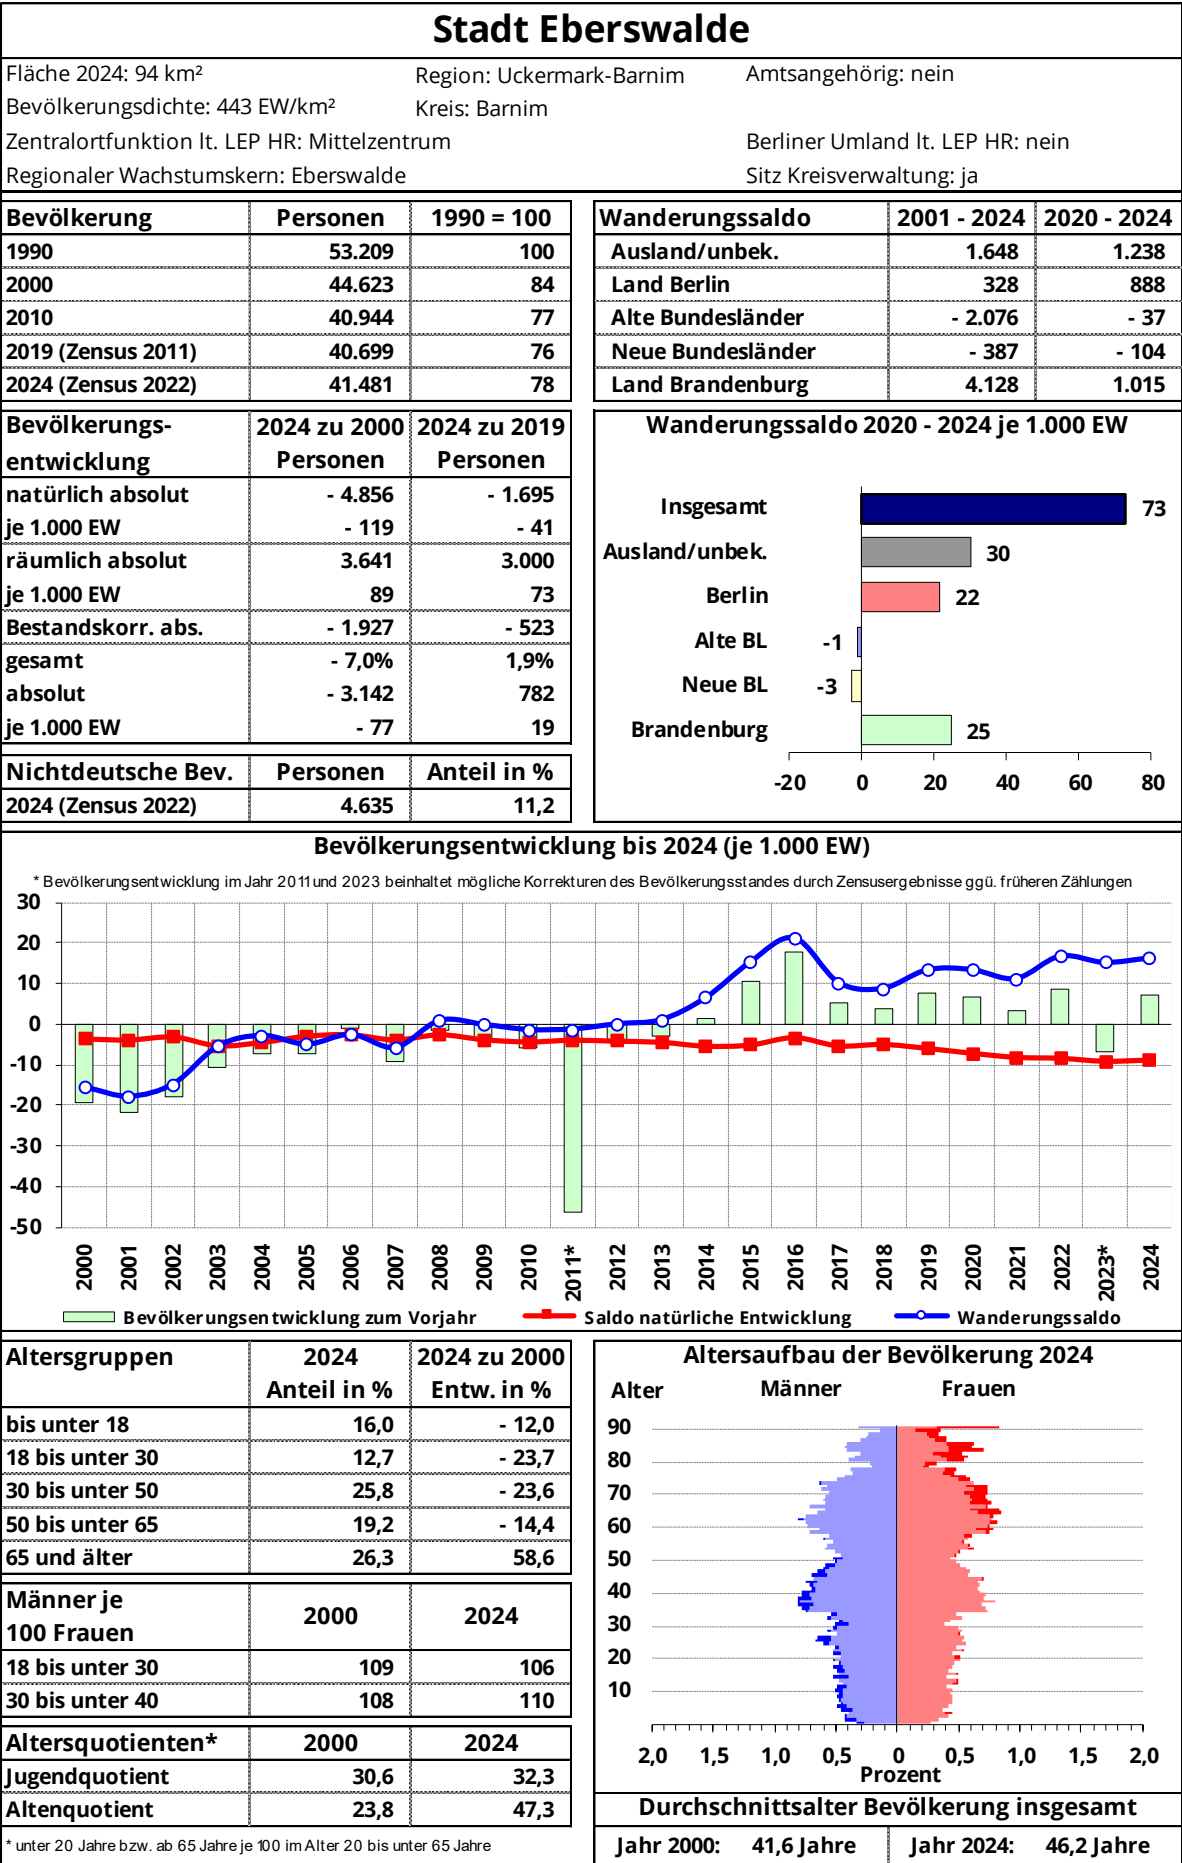 Stadt Eberswalde
Fläche 2024: 94 km² Region: Uckermark-Barnim Amtsangehörig: nein
Bevölkerungsdichte: 443 EW/km² Kreis: Barnim
Zentralortfunktion lt. LEP HR: Mittelzentrum Berliner Umland lt. LEP HR: nein
Regionaler Wachstumskern: Eberswalde Sitz Kreisverwaltung: ja
Bevölkerung Personen 1990 = 100
1990 53.209 100
2000 44.623 84
2010 40.944 77
2019 (Zensus 2011) 40.699 76
2024 (Zensus 2022) 41.481 78
Wanderungssaldo 2001 - 2024 2020 - 2024
Ausland/unbek. 1.648 1.238
Land Berlin 328 888
Alte Bundesländer - 2.076 - 37
Neue Bundesländer - 387 - 104
Land Brandenburg 4.128 1.015
Bevölkerungs- 2024 zu 2000 2024 zu 2019
entwicklung Personen Personen
natürlich absolut - 4.856 - 1.695
je 1.000 EW - 119 - 41
räumlich absolut 3.641 3.000
je 1.000 EW 89 73
Bestandskorr. abs. - 1.927 - 523
gesamt - 7,0% 1,9%
absolut - 3.142 782
je 1.000 EW - 77 19
Nichtdeutsche Bev. Personen Anteil in %
2024 (Zensus 2022) 4.635 11,2
Wanderungssaldo 2020 - 2024 je 1.000 EW
Insgesamt 73
Ausland/unbek. 30
Berlin 22
Alte BL -1
Neue BL -3
Brandenburg 25
-20 0 20 40 60 80
Bevölkerungsentwicklung bis 2024 (je 1.000 EW)
* Bevölkerungsentwicklung im Jahr 2011 und 2023 beinhaltet mögliche Korrekturen des Bevölkerungsstandes durch Zensusergebnisse ggü. früheren Zählungen
30
20
10
0
-10
-20
-30
-40
-50
2000 2001 2002 2003 2004 2005 2006 2007 2008 2009 2010 2011* 2012 2013 2014 2015 2016 2017 2018 2019 2020 2021 2022 2023* 2024
Bevölkerungsentwicklung zum Vorjahr Saldo natürliche Entwicklung Wanderungssaldo
Altersgruppen 2024 2024 zu 2000
Anteil in % Entw. in %
bis unter 18 16,0 - 12,0
18 bis unter 30 12,7 - 23,7
30 bis unter 50 25,8 - 23,6
50 bis unter 65 19,2 - 14,4
65 und älter 26,3 58,6
Männer je
100 Frauen 2000 2024
18 bis unter 30 109 106
30 bis unter 40 108 110
Altersquotienten* 2000 2024
Jugendquotient 30,6 32,3
Altenquotient 23,8 47,3
* unter 20 Jahre bzw. ab 65 Jahre je 100 im Alter 20 bis unter 65 Jahre
Altersaufbau der Bevölkerung 2024
Alter Männer Frauen
90
80
70
60
50
40
30
20
10
2,0 1,5 1,0 0,5 0 0,5 1,0 1,5 2,0
Prozent
Durchschnittsalter Bevölkerung insgesamt
Jahr 2000: 41,6 Jahre Jahr 2024: 46,2 Jahre